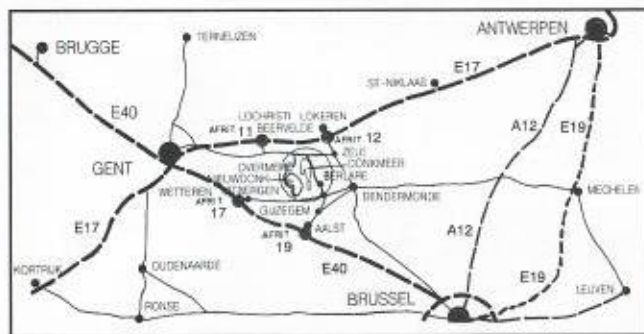 ANTWERPEN
BRUGGE
TERNEUZEN
E17
ST-NIKLAAS
E40
LOCHRISTI
LOKEREN
AFRIT 11
BEERVELDE
AFRIT 12
A12
E19
GENT
ZELE
OVERMERE
DONKMEER
NIEUWDONK
BERLARE
WETTEREN
DENDERMONDE
MECHELEN
AFRIT 17
E17
AALST
AFRIT 19
A12
E40
E19
KORTRIJK
OUDENAARDE
BRUSSEL
LEUVEN
RONSE